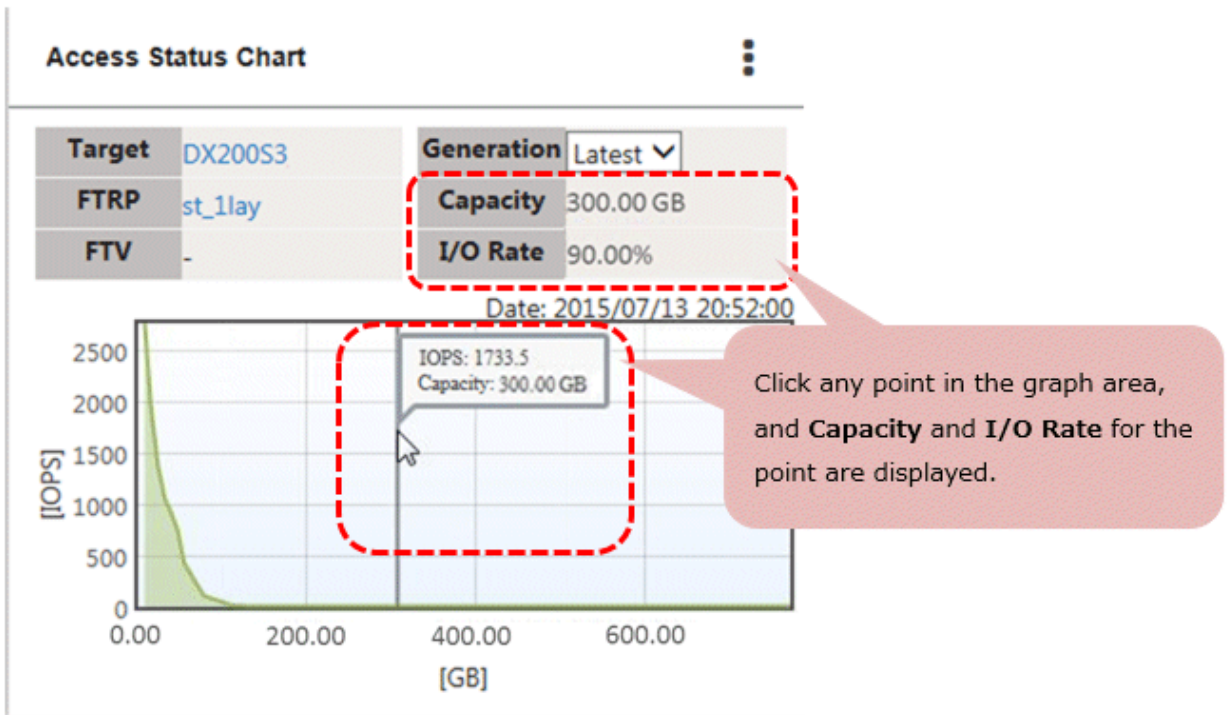 Access Status Chart
Target DX200S3 Generation Latest
FTRP st_1lay Capacity 300.00 GB
FTV - I/O Rate 90.00%
Date: 2015/07/13 20:52:00
IOPS: 1733.5
Capacity: 300.00 GB
Click any point in the graph area,
and Capacity and I/O Rate for the
point are displayed.
[IOPS]
2500
2000
1500
1000
500
0
0.00 200.00 400.00 600.00
[GB]